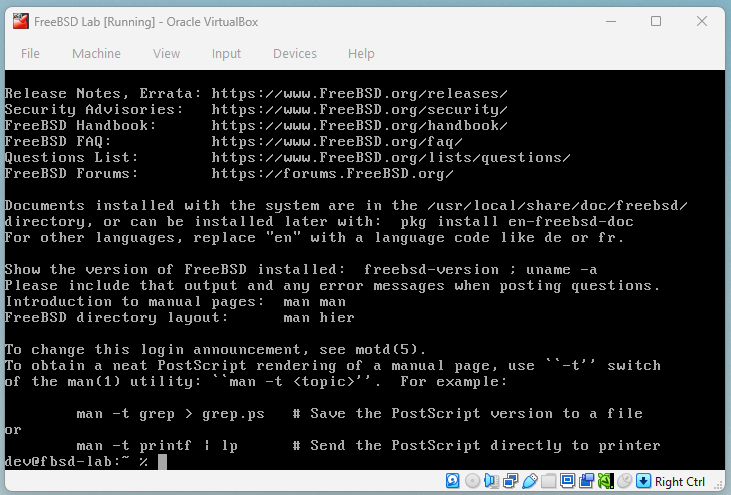 FreeBSD Lab [Running] - Oracle VirtualBox
File Machine View Input Devices Help
Release Notes, Errata: https://www.FreeBSD.org/releases/
Security Advisories:   https://www.FreeBSD.org/security/
FreeBSD Handbook:      https://www.FreeBSD.org/handbook/
FreeBSD FAQ:           https://www.FreeBSD.org/faq/
Questions List:        https://www.FreeBSD.org/lists/questions/
FreeBSD Forums:        https://forums.FreeBSD.org/

Documents installed with the system are in the /usr/local/share/doc/freebsd/
directory, or can be installed later with:  pkg install en-freebsd-doc
For other languages, replace "en" with a language code like de or fr.

Show the version of FreeBSD installed:  freebsd-version ; uname -a
Please include that output and any error messages when posting questions.
Introduction to manual pages:  man man
FreeBSD directory layout:      man hier

To change this login announcement, see motd(5).
To obtain a neat PostScript rendering of a manual page, use ``-t'' switch
of the man(1) utility: ``man -t <topic>''.  For example:

        man -t grep > grep.ps   # Save the PostScript version to a file
or
        man -t printf | lp      # Send the PostScript directly to printer
dev@fbsd-lab:~ %
Right Ctrl